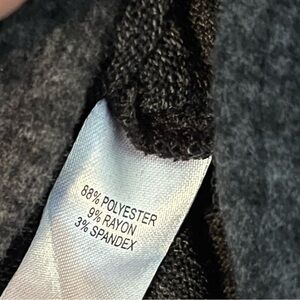 88% POLYESTER
9% RAYON
3% SPANDEX